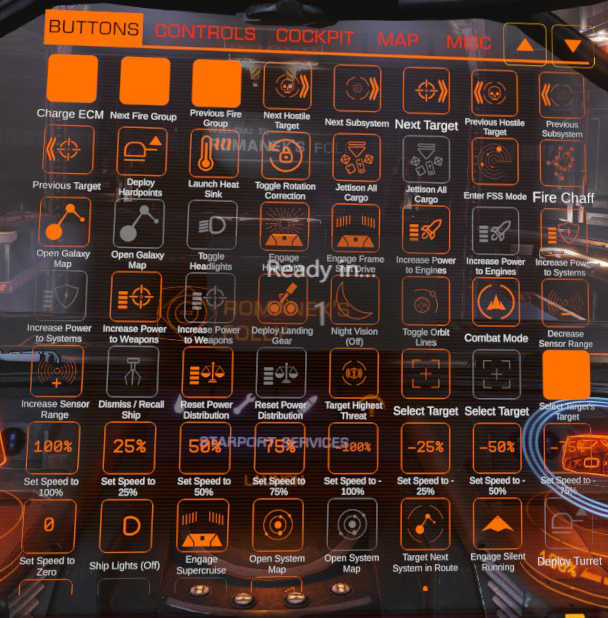 BUTTONS CONTROLS COCKPIT MAP MISC
Charge ECM
Next Fire Group
Previous Fire
Group
Next Hostile
Target
Next Subsystem
Next Target
Previous Hostile
Target
Previous
Subsystem
Previous Target
Deploy
Hardpoints
Launch Heat
Sink
Toggle Rotation
Correction
Jettison All
Cargo
Jettison All
Cargo
Enter FSS Mode
Fire Chaff
Open Galaxy
Map
Open Galaxy
Map
Toggle
Headlights
Engage
Engage Frame
Shift Drive
Increase Power
to Engines
Increase Power
to Engines
Increase Power
to Systems
Ready in...
1
Increase Power
to Systems
Increase Power
to Weapons
Increase Power
to Weapons
Deploy Landing
Gear
Night Vision
(Off)
Toggle Orbit
Lines
Combat Mode
Decrease
Sensor Range
Increase Sensor
Range
Dismiss / Recall
Ship
Reset Power
Distribution
Reset Power
Distribution
Target Highest
Threat
Select Target
Select Target
Select Target's
Target
STARPORT SERVICES
100%
Set Speed to
100%
25%
Set Speed to
25%
50%
Set Speed to
50%
75%
Set Speed to
75%
-100%
Set Speed to -
100%
-25%
Set Speed to -
25%
-50%
Set Speed to -
50%
-75%
Set Speed to -
75%
0
Set Speed to
Zero
Ship Lights (Off)
Engage
Supercruise
Open System
Map
Open System
Map
Target Next
System in Route
Engage Silent
Running
Deploy Turret